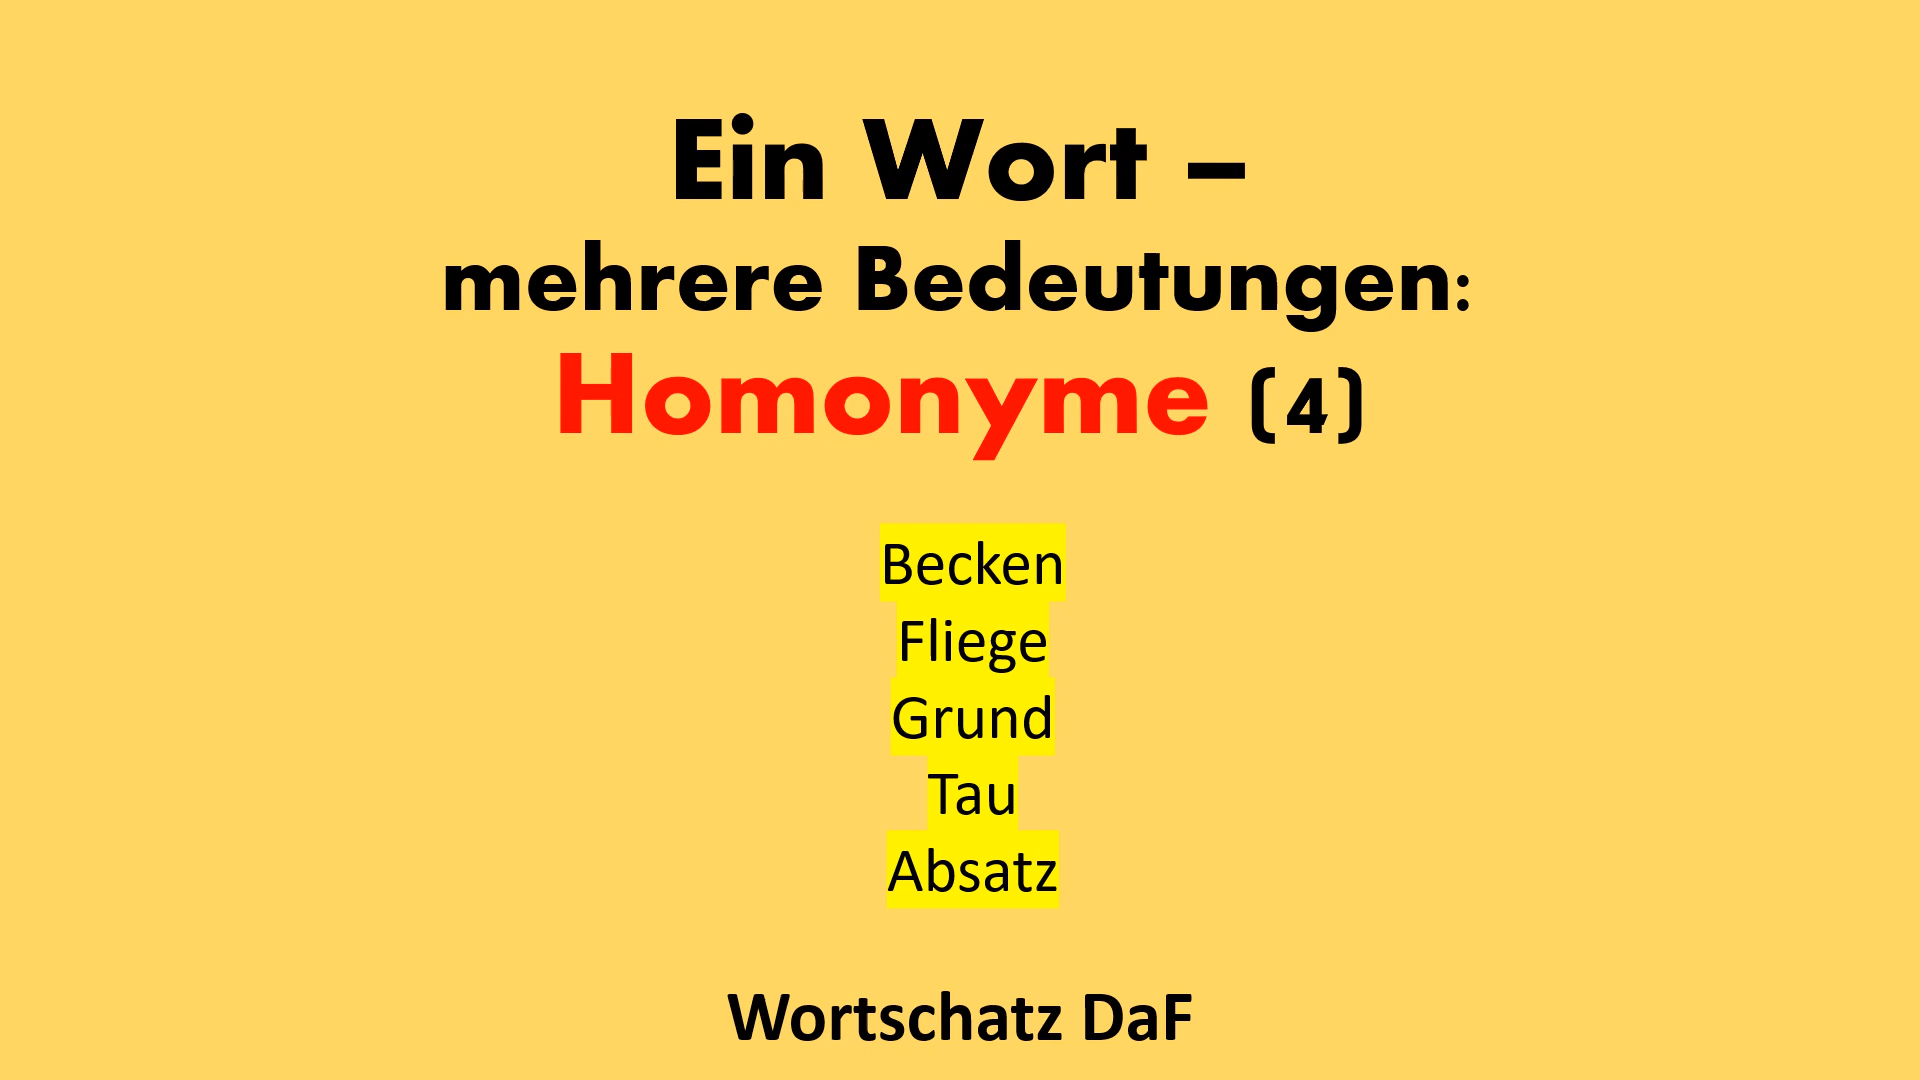 Ein Wort –
mehrere Bedeutungen:
Homonyme (4)
Becken
Fliege
Grund
Tau
Absatz
Wortschatz DaF